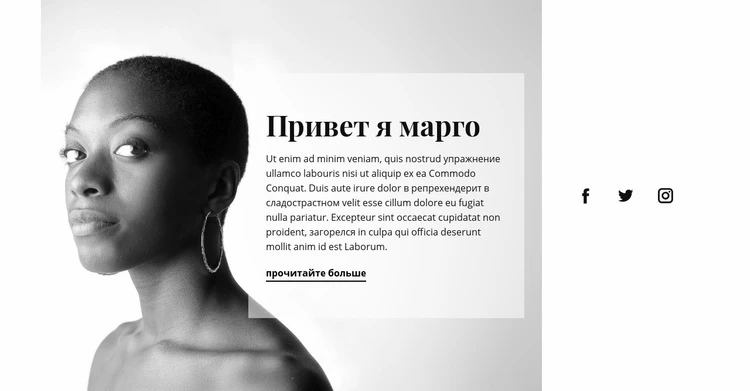 Привет я марго
Ut enim ad minim veniam, quis nostrud упражнение
ullamco labouris nisi ut aliquip ex ea Commodo
Conquat. Duis aute irure dolor в репрехендерит в
сладострастном velit esse cillum dolore eu fugiat
nulla pariatur. Excepteur sint occaecat cupidatat non
proident, загорелся in culpa qui officia deserunt
mollit anim id est Laborum.
прочитайте больше